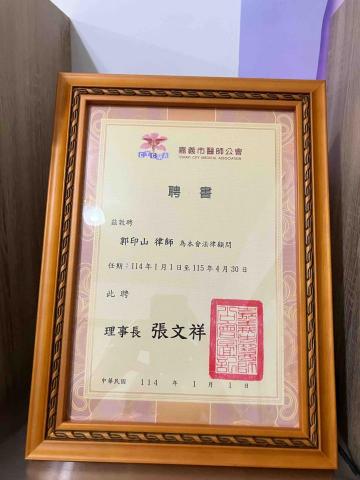 嘉義市醫師公會
CHIAYI CITY MEDICAL ASSOCIATION
聘書
茲敦聘
郭印山 律師 為本會法律顧問
任期：114年1月1日至115年4月30日
此聘
理事長 張文祥
中華民國 114 年 1 月 1 日